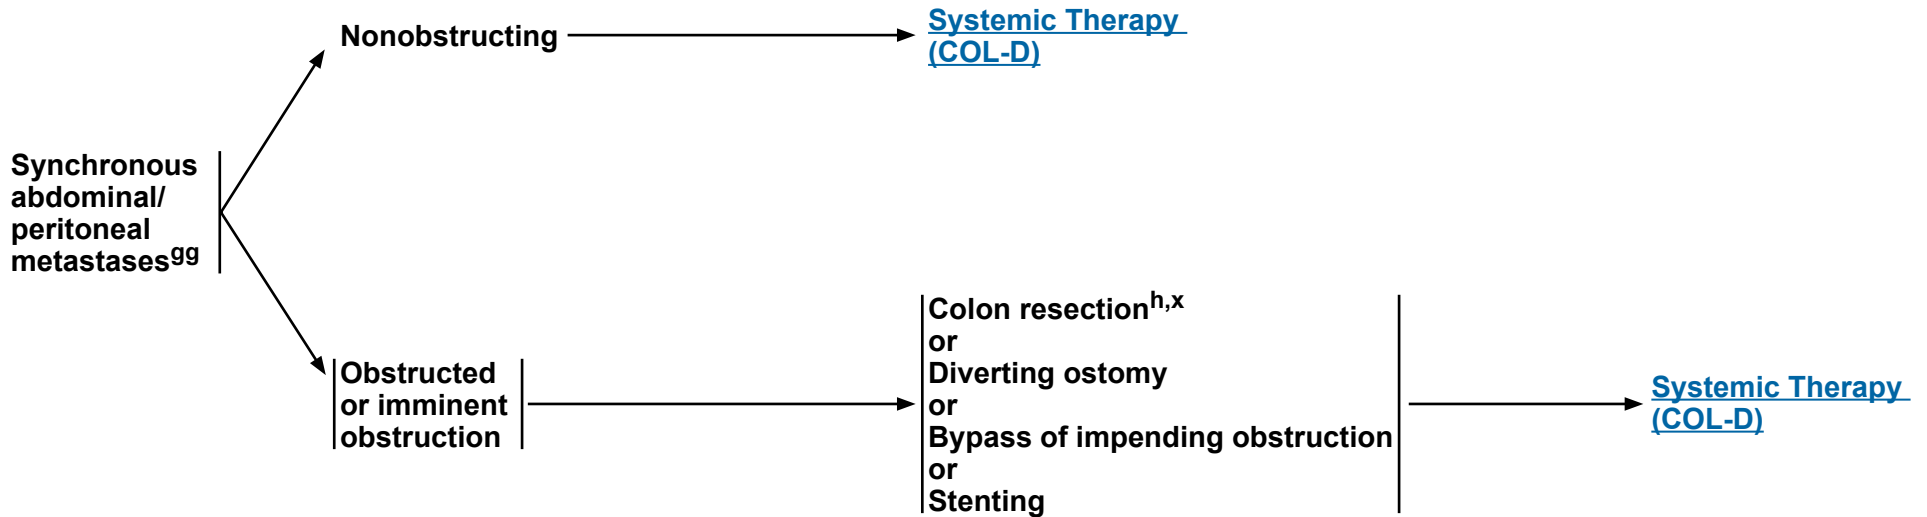 Nonobstructing
Systemic Therapy
(COL-D)
Synchronous
abdominal/
peritoneal
metastasesgg
Obstructed
or imminent
obstruction
Colon resectionh,x
or
Diverting ostomy
or
Bypass of impending obstruction
or
Stenting
Systemic Therapy
(COL-D)